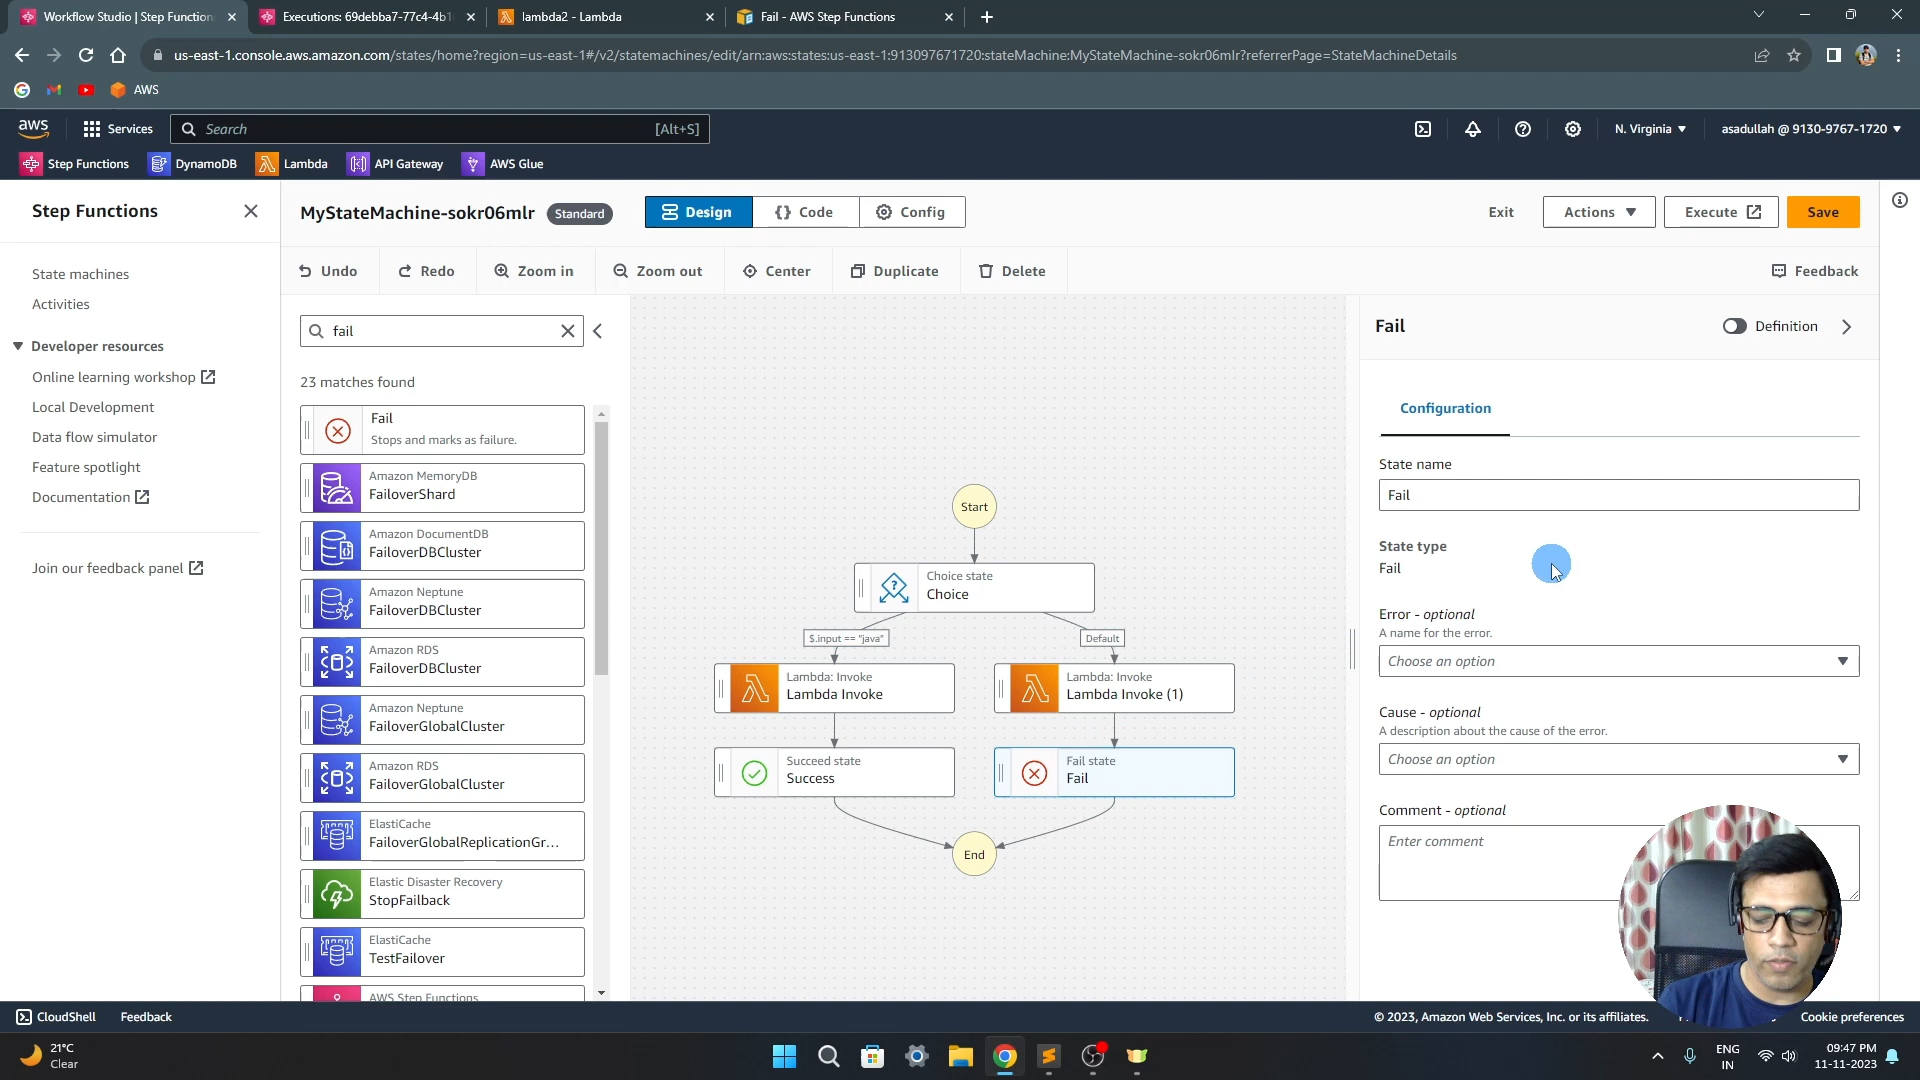 Workflow Studio | Step Function
Executions: 69debba7-77c4-4b1
lambda2 - Lambda
Fail - AWS Step Functions
us-east-1.console.aws.amazon.com/states/home?region=us-east-1#/v2/statemachines/edit/arn:aws:states:us-east-1:913097671720:stateMachine:MyStateMachine-sokr06mlr?referrerPage=StateMachineDetails
AWS
aws
Services
Search
[Alt+S]
N. Virginia
asadullah @ 9130-9767-1720
Step Functions
DynamoDB
Lambda
API Gateway
AWS Glue
Step Functions
MyStateMachine-sokr06mlr
Standard
Design
{} Code
Config
Exit
Actions
Execute
Save
State machines
Activities
Developer resources
Online learning workshop
Local Development
Data flow simulator
Feature spotlight
Documentation
Join our feedback panel
Undo
Redo
Zoom in
Zoom out
Center
Duplicate
Delete
Feedback
fail
23 matches found
Fail
Stops and marks as failure.
Amazon MemoryDB
FailoverShard
Amazon DocumentDB
FailoverDBCluster
Amazon Neptune
FailoverDBCluster
Amazon RDS
FailoverDBCluster
Amazon Neptune
FailoverGlobalCluster
Amazon RDS
FailoverGlobalCluster
ElastiCache
FailoverGlobalReplicationGr...
Elastic Disaster Recovery
StopFailback
ElastiCache
TestFailover
AWS Step Functions
Start
Choice state
Choice
$.input == "java"
Default
Lambda: Invoke
Lambda Invoke
Lambda: Invoke
Lambda Invoke (1)
Succeed state
Success
Fail state
Fail
End
Fail
Definition
Configuration
State name
Fail
State type
Fail
Error - optional
A name for the error.
Choose an option
Cause - optional
A description about the cause of the error.
Choose an option
Comment - optional
Enter comment
CloudShell
Feedback
© 2023, Amazon Web Services, Inc. or its affiliates.
Cookie preferences
21°C
Clear
ENG
IN
09:47 PM
11-11-2023